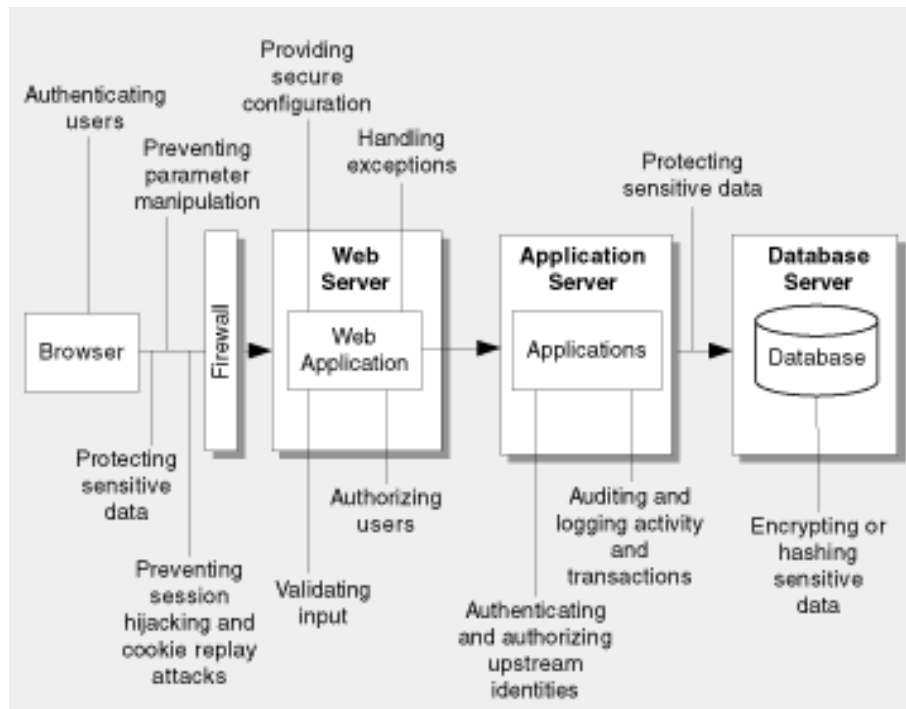 Providing
secure
configuration
Authenticating
users
Handling
exceptions
Preventing
parameter
manipulation
Protecting
sensitive data
Web
Server
Application
Server
Database
Server
Browser
Firewall
Web
Application
Applications
Database
Protecting
sensitive
data
Authorizing
users
Auditing and
logging activity
and
transactions
Encrypting or
hashing
sensitive
data
Preventing
session
hijacking and
cookie replay
attacks
Validating
input
Authenticating
and authorizing
upstream
identities